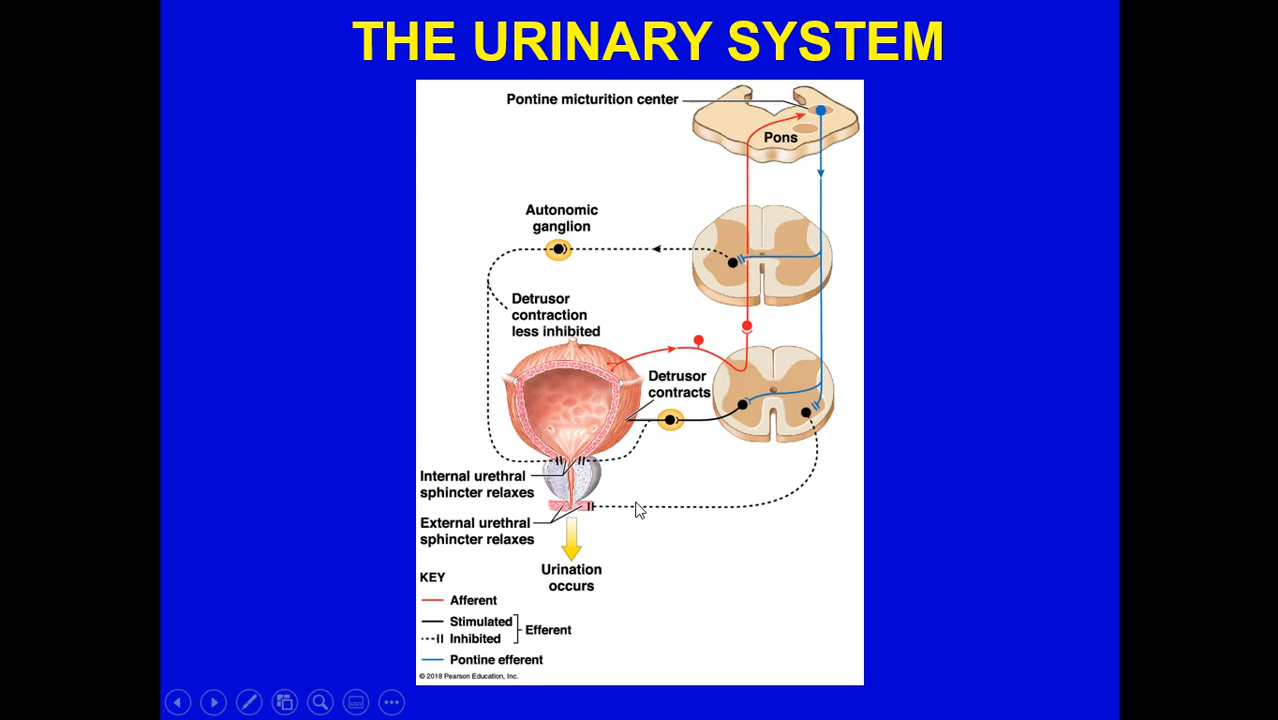 THE URINARY SYSTEM
Pontine micturition center
Pons
Autonomic
ganglion
Detrusor
contraction
less inhibited
Detrusor
contracts
Internal urethral
sphincter relaxes
External urethral
sphincter relaxes
Urination
occurs
KEY
Afferent
Stimulated
Efferent
Inhibited
Pontine efferent
© 2018 Pearson Education, Inc.